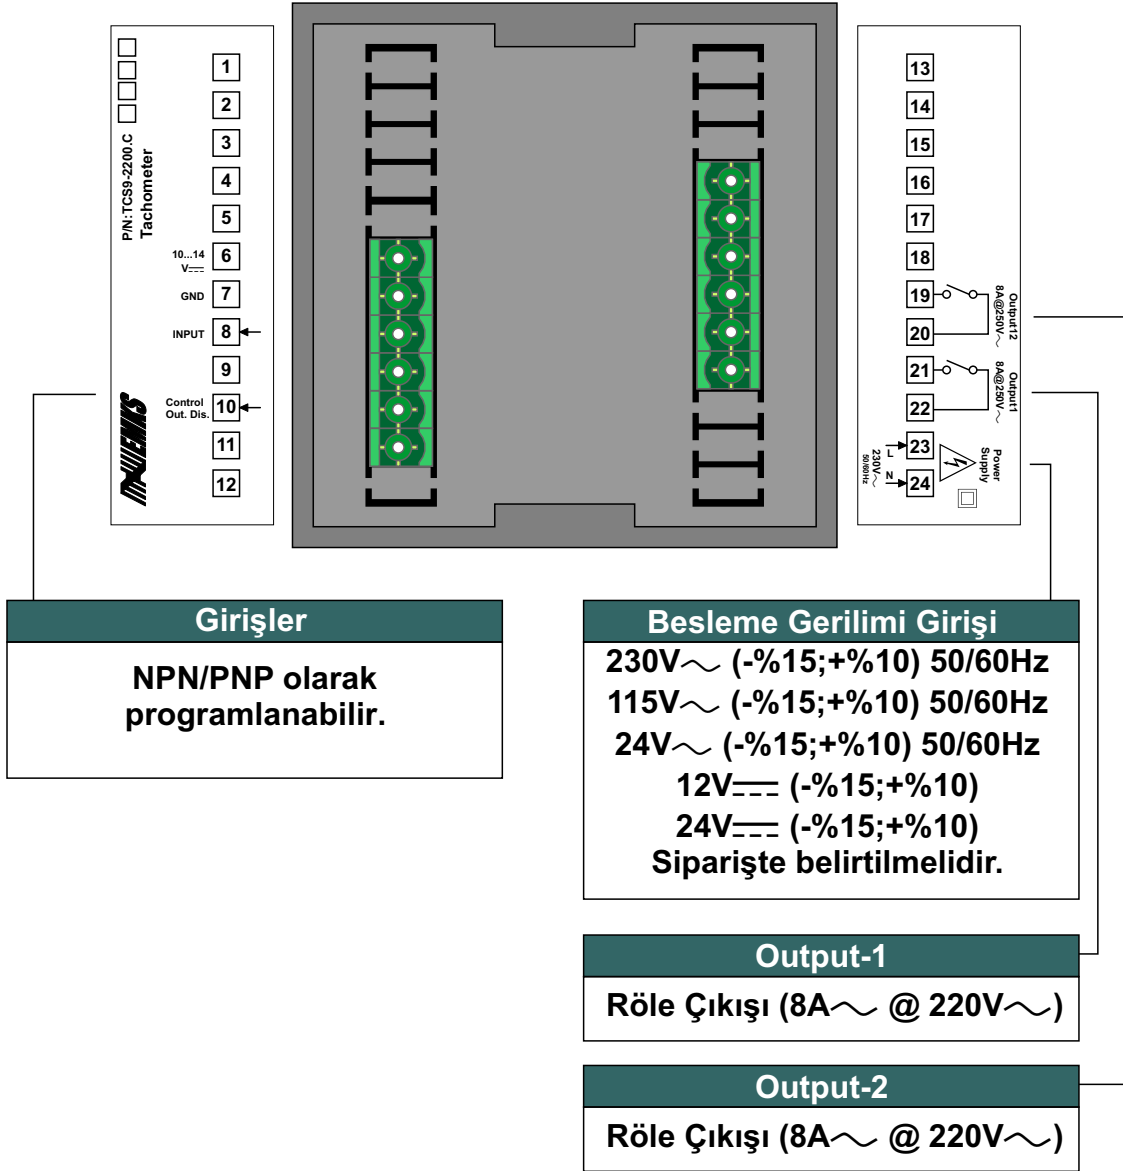 P/N: TCS9-2200.C
Tachometer
1
2
3
4
5
10...14
V
6
GND
7
INPUT
8
9
Control
Out. Dis.
10
11
12
EMKS
13
14
15
16
17
18
19
20
Output12
8A@250V～
21
22
Output1
8A@250V～
23
24
L
N
230V～
50/60Hz
Power
Supply
Girişler
NPN/PNP olarak
programlanabilir.
Besleme Gerilimi Girişi
230V～ (-%15;+%10) 50/60Hz
115V～ (-%15;+%10) 50/60Hz
24V～ (-%15;+%10) 50/60Hz
12V⎓ (-%15;+%10)
24V⎓ (-%15;+%10)
Siparişte belirtilmelidir.
Output-1
Röle Çıkışı (8A～ @ 220V～)
Output-2
Röle Çıkışı (8A～ @ 220V～)